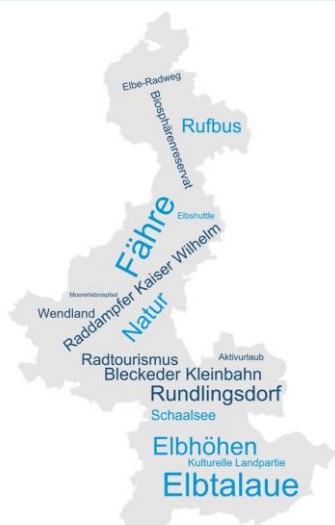 Elbe-Radweg
Biosphärenreservat
Rufbus
Elbshuttle
Fähre
Raddampfer Kaiser Wilhelm
Moorerlebnispfad
Wendland
Natur
Radtourismus
Aktivurlaub
Bleckeder Kleinbahn
Rundlingsdorf
Schaalsee
Elbhöhen
Kulturelle Landpartie
Elbtalaue